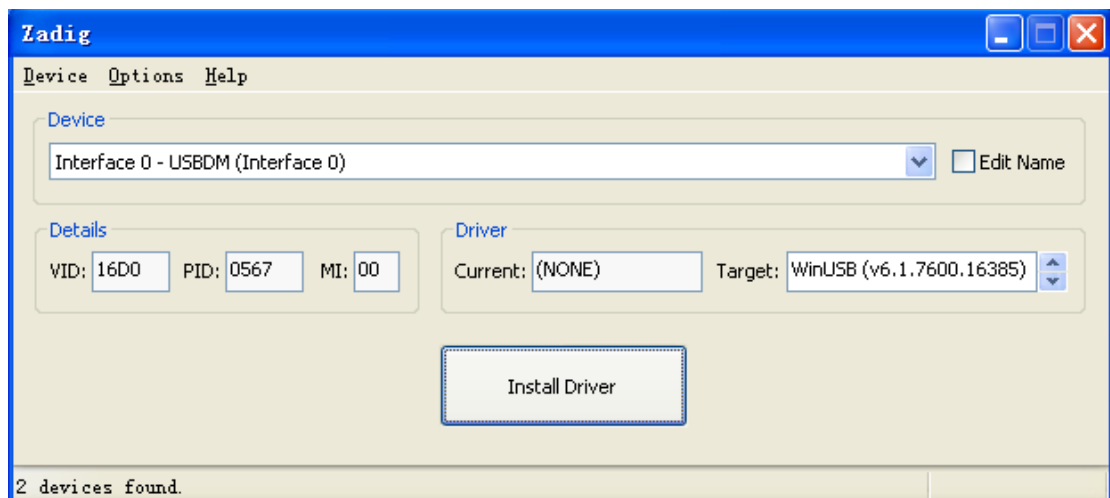 Zadig
Device Options Help
Device
Interface 0 - USBDM (Interface 0)
Edit Name
Details
VID: 16D0 PID: 0567 MI: 00
Driver
Current: (NONE) Target: WinUSB (v6.1.7600.16385)
Install Driver
2 devices found.